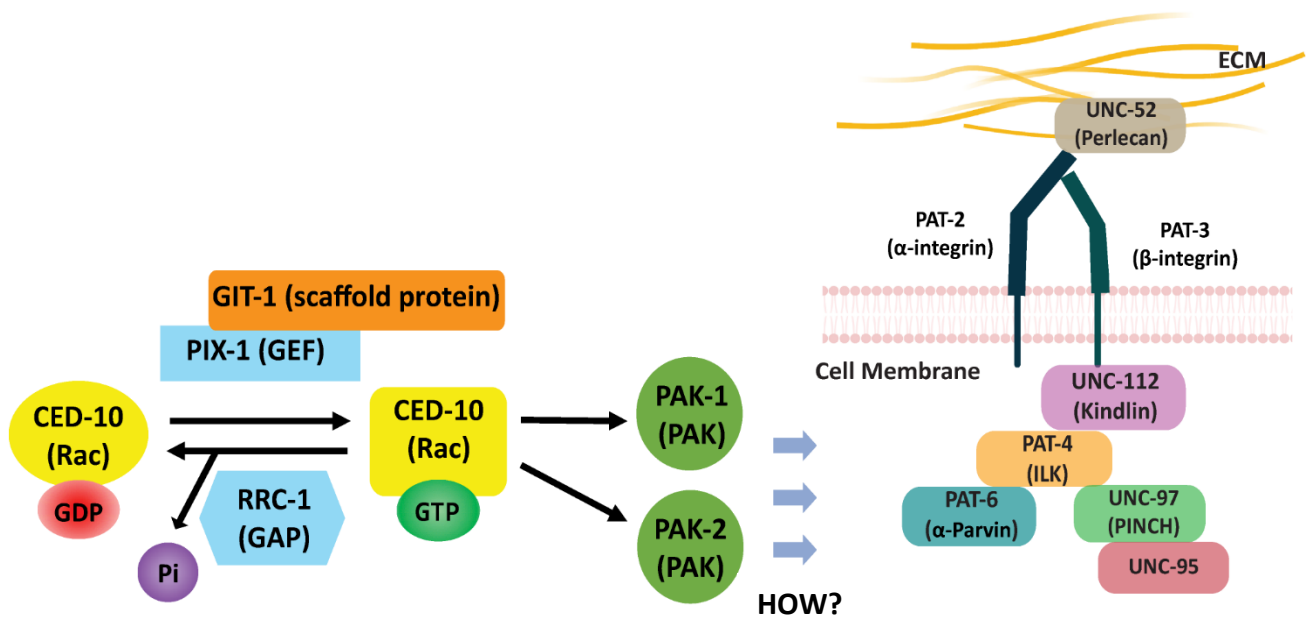 ECM
UNC-52
(Perlecan)
PAT-2
(α-integrin)
PAT-3
(β-integrin)
GIT-1 (scaffold protein)
PIX-1 (GEF)
Cell Membrane
CED-10
(Rac)
GDP
CED-10
(Rac)
GTP
RRC-1
(GAP)
Pi
PAK-1
(PAK)
PAK-2
(PAK)
HOW?
UNC-112
(Kindlin)
PAT-4
(ILK)
PAT-6
(α-Parvin)
UNC-97
(PINCH)
UNC-95